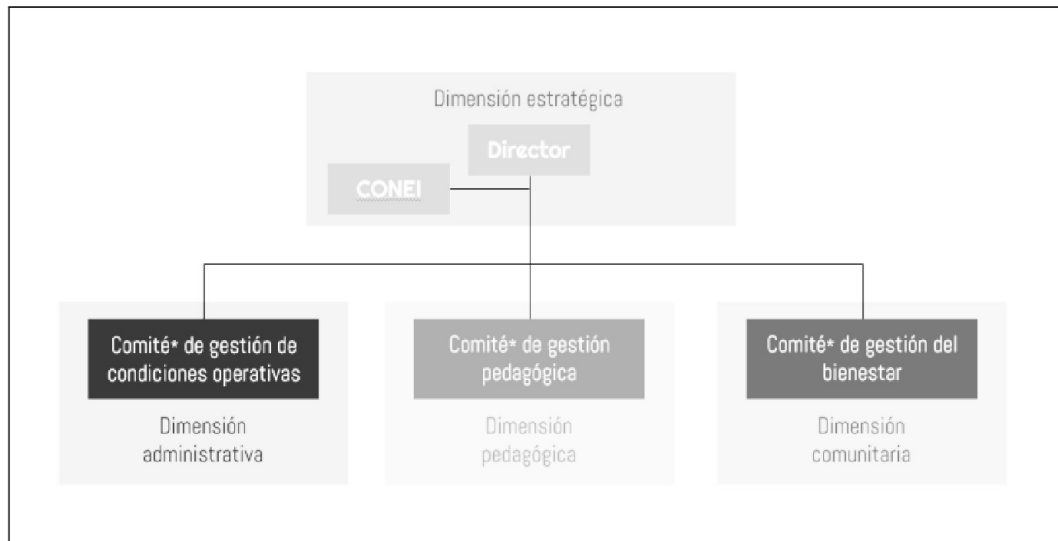 Dimensión estratégica
Director
CONEI
Comité* de gestión de
condiciones operativas
Dimensión
administrativa
Comité* de gestión
pedagógica
Dimensión
pedagógica
Comité* de gestión del
bienestar
Dimensión
comunitaria